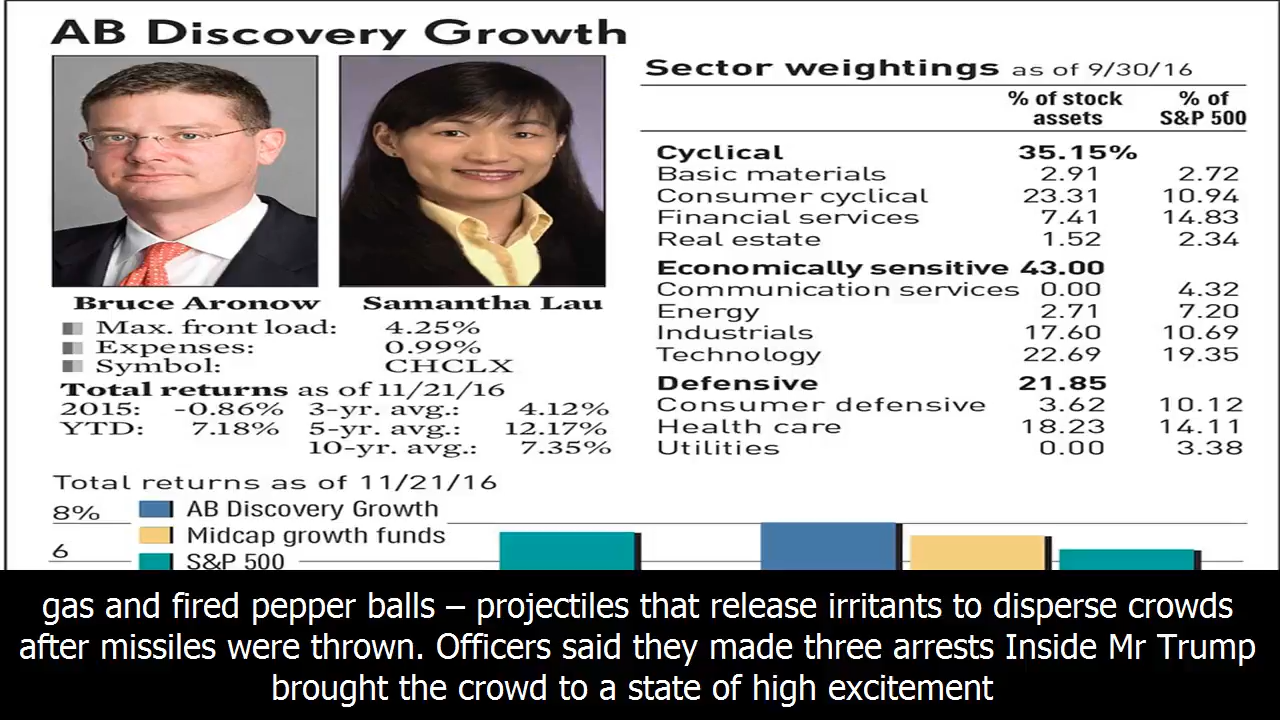 AB Discovery Growth
Bruce Aronow
Samantha Lau
Max. front load: 4.25%
Expenses: 0.99%
Symbol: CHCLX
Total returns as of 11/21/16
2015: -0.86% 3-yr. avg.: 4.12%
YTD: 7.18% 5-yr. avg.: 12.17%
10-yr. avg.: 7.35%
Sector weightings as of 9/30/16
% of stock assets
% of S&P 500
Cyclical 35.15%
Basic materials 2.91 2.72
Consumer cyclical 23.31 10.94
Financial services 7.41 14.83
Real estate 1.52 2.34
Economically sensitive 43.00
Communication services 0.00 4.32
Energy 2.71 7.20
Industrials 17.60 10.69
Technology 22.69 19.35
Defensive 21.85
Consumer defensive 3.62 10.12
Health care 18.23 14.11
Utilities 0.00 3.38
Total returns as of 11/21/16
8%
AB Discovery Growth
Midcap growth funds
6
S&P 500
gas and fired pepper balls – projectiles that release irritants to disperse crowds
after missiles were thrown. Officers said they made three arrests Inside Mr Trump
brought the crowd to a state of high excitement